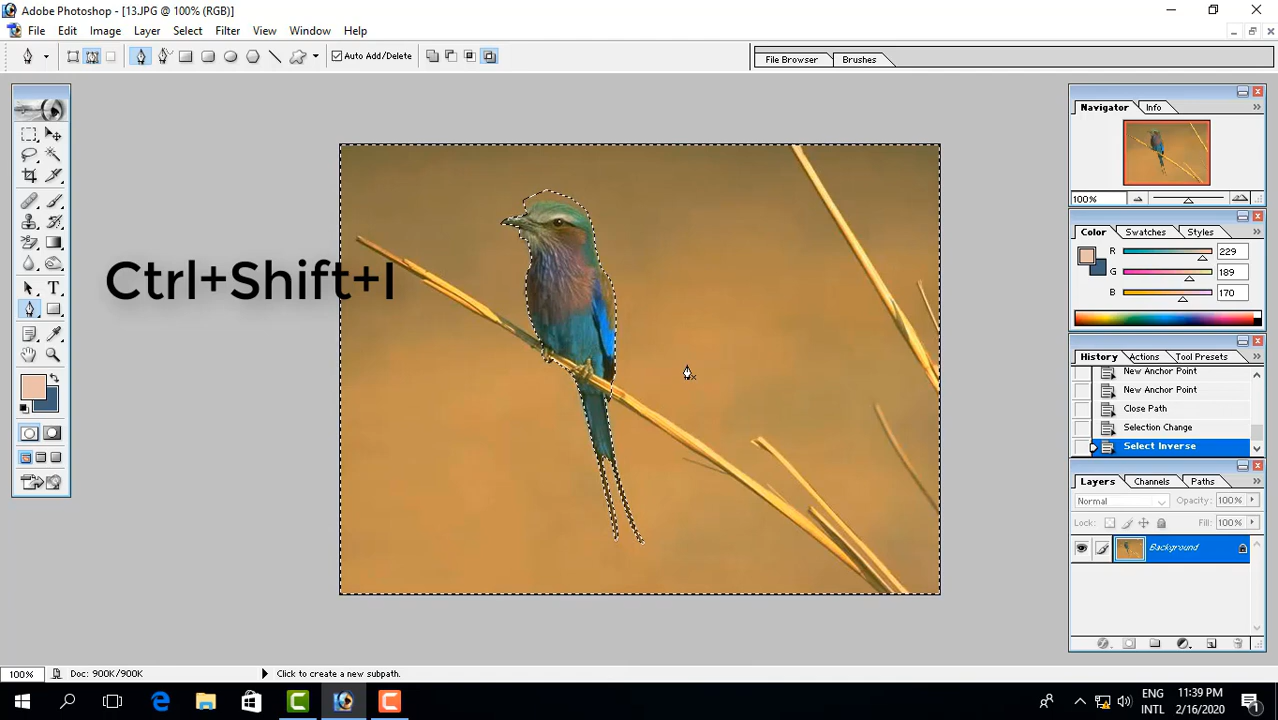 Adobe Photoshop - [13.JPG @ 100% (RGB)]
File Edit Image Layer Select Filter View Window Help
Auto Add/Delete
File Browser Brushes
Navigator Info
100%
Color Swatches Styles
R 229
G 189
B 170
Ctrl+Shift+I
History Actions Tool Presets
New Anchor Point
New Anchor Point
Close Path
Selection Change
Select Inverse
Layers Channels Paths
Normal Opacity: 100%
Lock: Fill: 100%
Background
100% Doc: 900K/900K Click to create a new subpath.
ENG 11:39 PM
INTL 2/16/2020